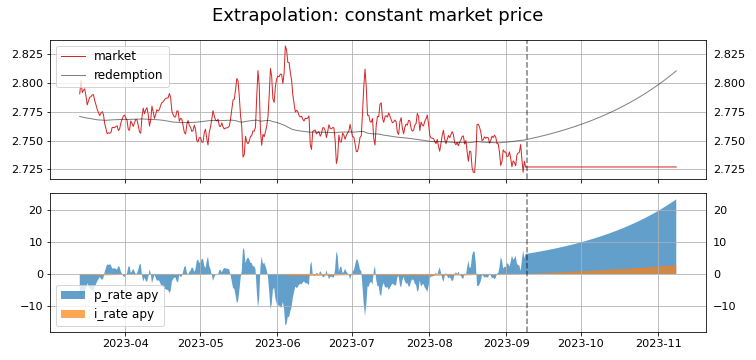 Extrapolation: constant market price
2.825 2.825
market
redemption
2.800 2.800
2.775 2.775
2.750 2.750
2.725 2.725
20 20
10 10
0 0
p_rate apy
i_rate apy
−10 −10
2023-04 2023-05 2023-06 2023-07 2023-08 2023-09 2023-10 2023-11